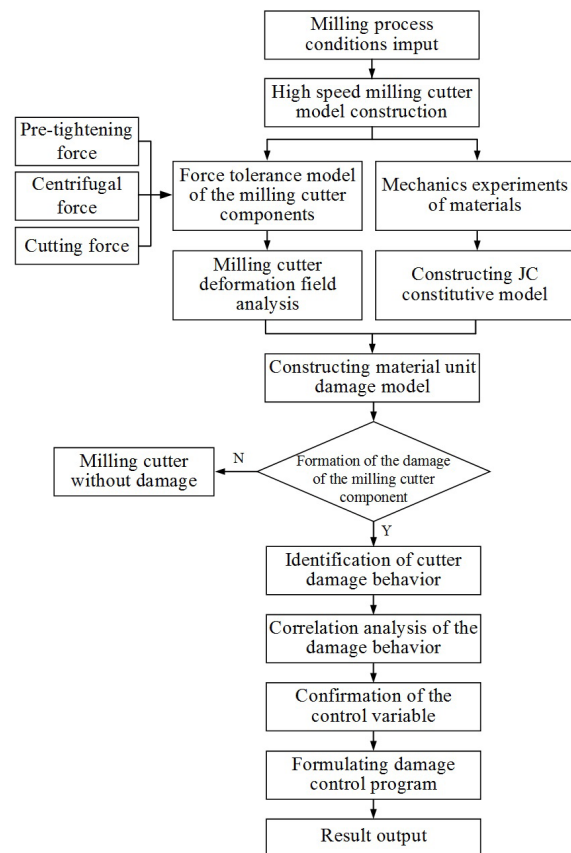 Milling process
conditions imput
High speed milling cutter
model construction
Pre-tightening
force
Centrifugal
force
Cutting force
Force tolerance model
of the milling cutter
components
Mechanics experiments
of materials
Milling cutter
deformation field
analysis
Constructing JC
constitutive model
Constructing material unit
damage model
Formation of the damage
of the milling cutter
component
N
Milling cutter
without damage
Y
Identification of cutter
damage behavior
Correlation analysis of the
damage behavior
Confirmation of the
control variable
Formulating damage
control program
Result output